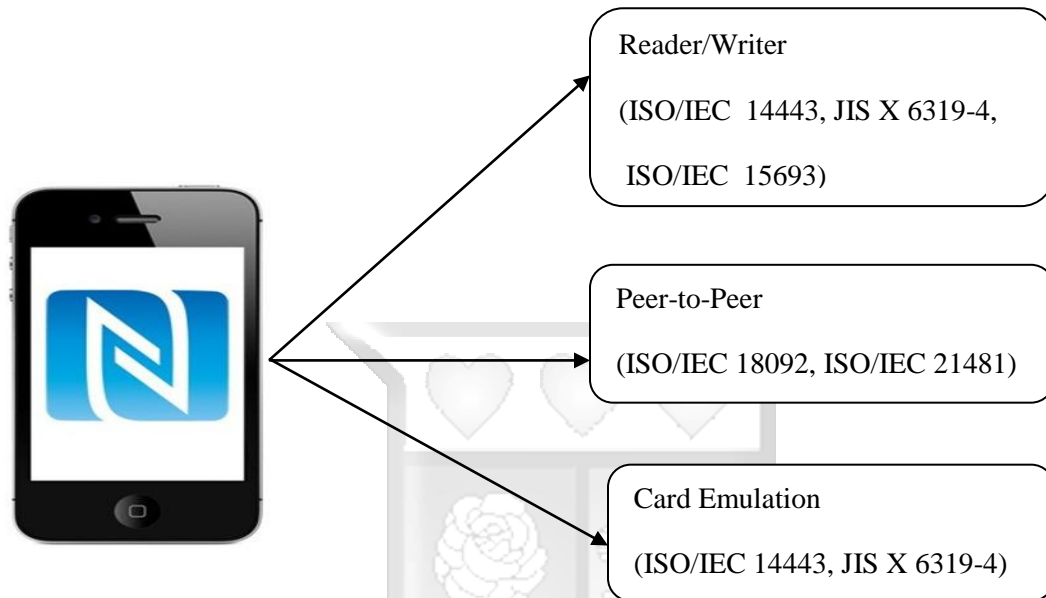 Reader/Writer
(ISO/IEC 14443, JIS X 6319-4,
ISO/IEC 15693)
Peer-to-Peer
(ISO/IEC 18092, ISO/IEC 21481)
Card Emulation
(ISO/IEC 14443, JIS X 6319-4)